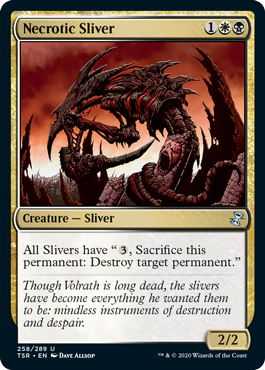 Necrotic Sliver 1
Creature — Sliver
All Slivers have “3, Sacrifice this
permanent: Destroy target permanent.”
Though Volrath is long dead, the slivers
have become everything he wanted them
to be: mindless instruments of destruction
and despair.
2/2
258/289 U
TSR • EN Dave Allsop
™ & © 2020 Wizards of the Coast